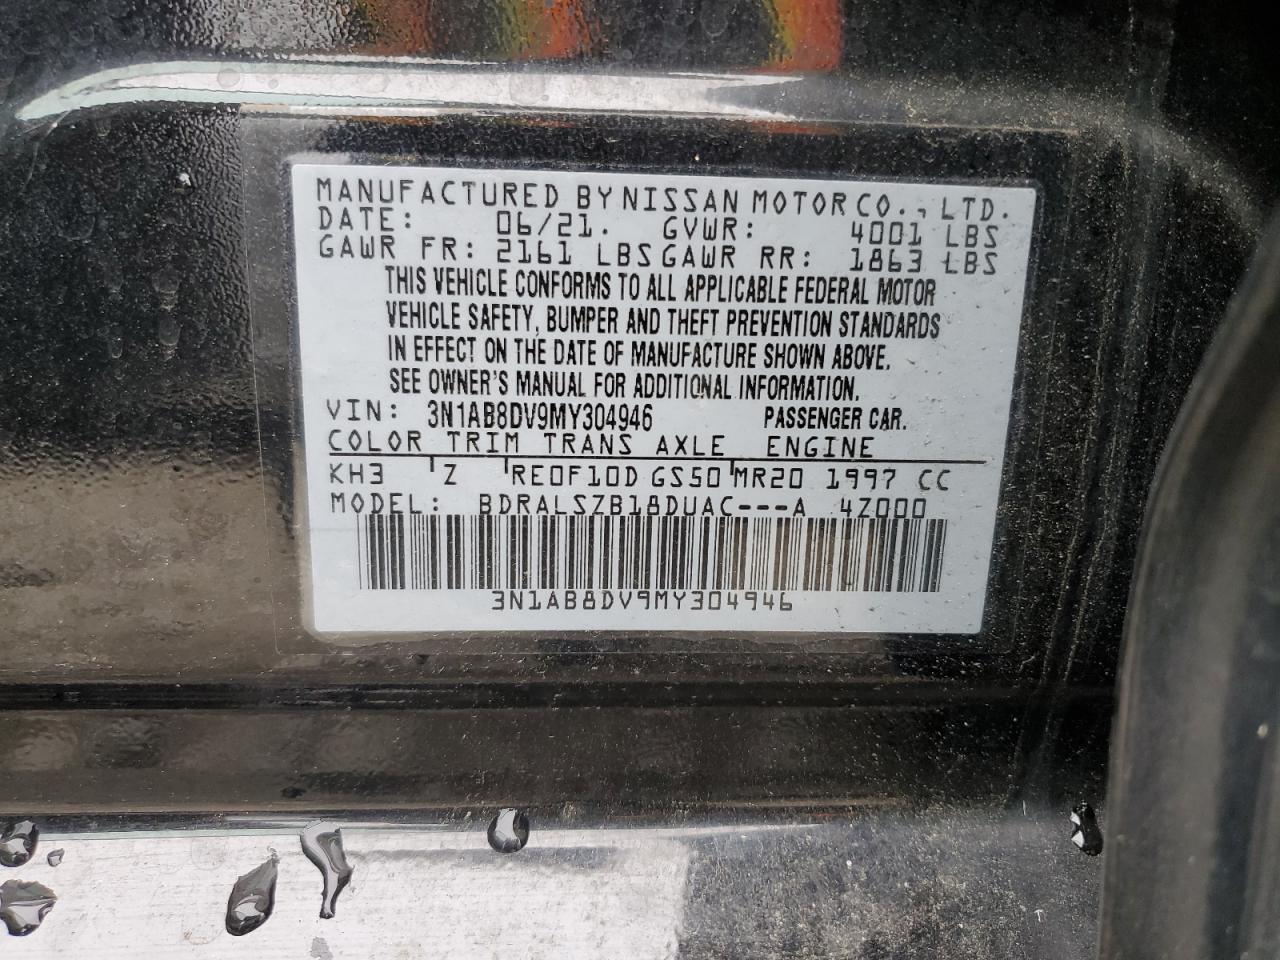 MANUFACTURED BY NISSAN MOTOR CO., LTD.
DATE: 06/21. GVWR: 4001 LBS
GAWR FR: 2161 LBS GAWR RR: 1863 LBS
THIS VEHICLE CONFORMS TO ALL APPLICABLE FEDERAL MOTOR
VEHICLE SAFETY, BUMPER AND THEFT PREVENTION STANDARDS
IN EFFECT ON THE DATE OF MANUFACTURE SHOWN ABOVE.
SEE OWNER'S MANUAL FOR ADDITIONAL INFORMATION.
VIN: 3N1AB8DV9MY304946 PASSENGER CAR.
COLOR TRIM TRANS AXLE ENGINE
KH3 Z RE0F10D GS50 MR20 1997 CC
MODEL: BDRALSZB18DUAC---A 4Z000
3N1AB8DV9MY304946